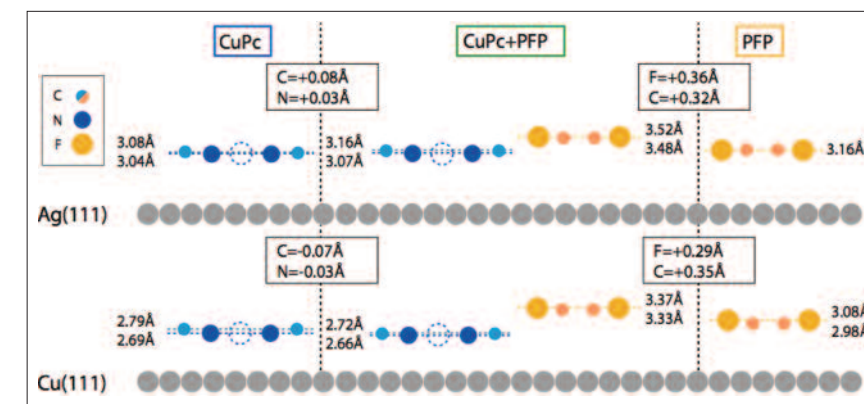 CuPc
CuPc+PFP
PFP
C=+0.08Å
N=+0.03Å
F=+0.36Å
C=+0.32Å
C
N
F
3.08Å
3.04Å
3.16Å
3.07Å
3.52Å
3.48Å
3.16Å
Ag(111)
C=-0.07Å
N=-0.03Å
F=+0.29Å
C=+0.35Å
2.79Å
2.69Å
2.72Å
2.66Å
3.37Å
3.33Å
3.08Å
2.98Å
Cu(111)